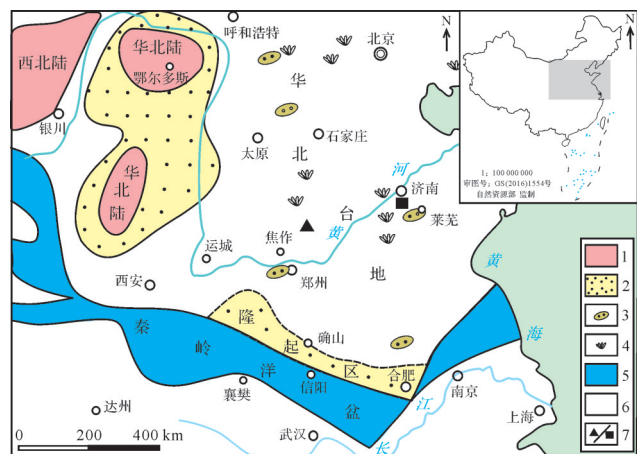 呼和浩特
北京
N
N
西北陆
华北陆
鄂尔多斯
华
银川
太原
石家庄
北
1：100 000 000
审图号：GS(2016)1554号
自然资源部 监制
华北陆
河
济南
台
莱芜
黄
运城
焦作
地
西安
郑州
黄
秦
隆
起
确山
海
岭
区
洋
信阳
合肥
盆
江
南京
襄樊
达州
上海
武汉
长
0
200
400 km
1
2
3
4
5
6
7